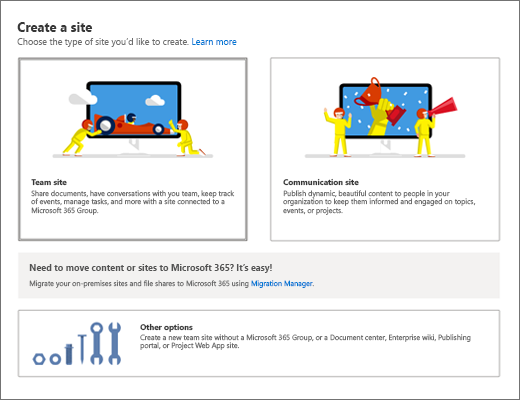 Create a site
Choose the type of site you'd like to create. Learn more
Team site
Share documents, have conversations with you team, keep track
of events, manage tasks, and more with a site connected to a
Microsoft 365 Group.
Communication site
Publish dynamic, beautiful content to people in your
organization to keep them informed and engaged on topics,
events, or projects.
Need to move content or sites to Microsoft 365? It's easy!
Migrate your on-premises sites and file shares to Microsoft 365 using Migration Manager.
Other options
Create a new team site without a Microsoft 365 Group, or a Document center, Enterprise wiki, Publishing
portal, or Project Web App site.